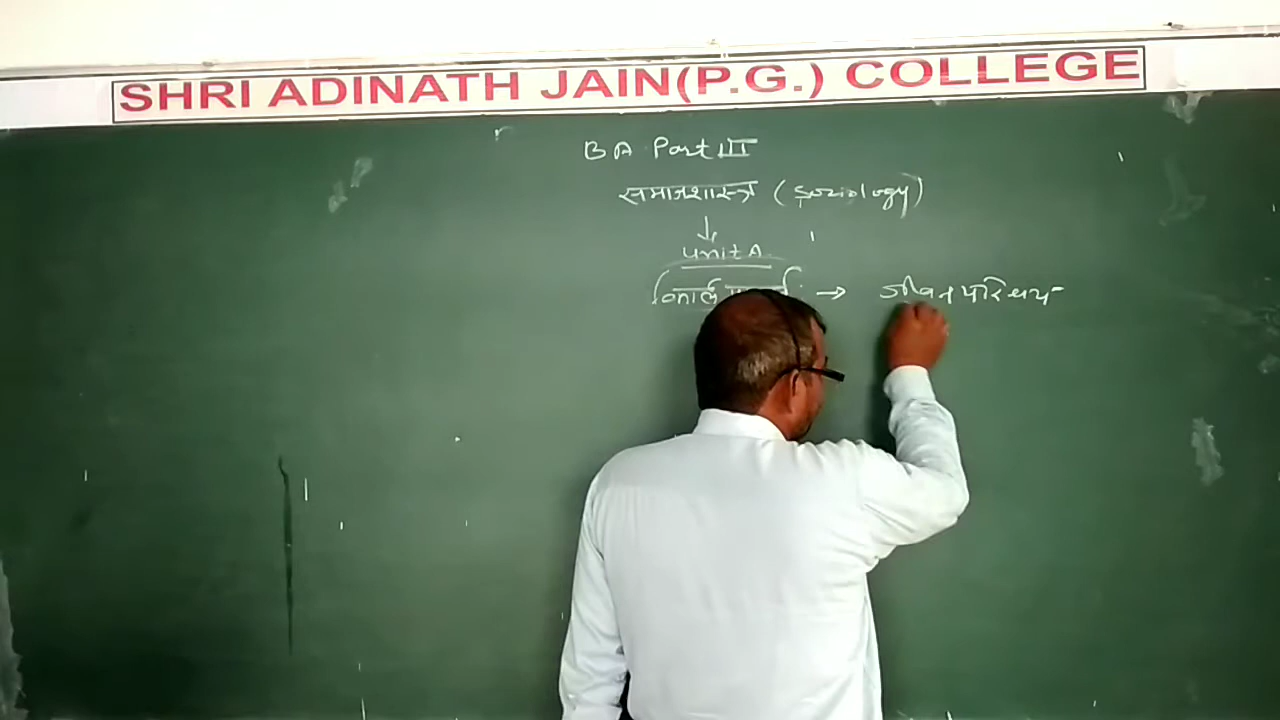 SHRI ADINATH JAIN(P.G.) COLLEGE
BA Part III
समाजशास्त्र (Sociology)
↓
Unit A
कार्ल → जीवन परिचय